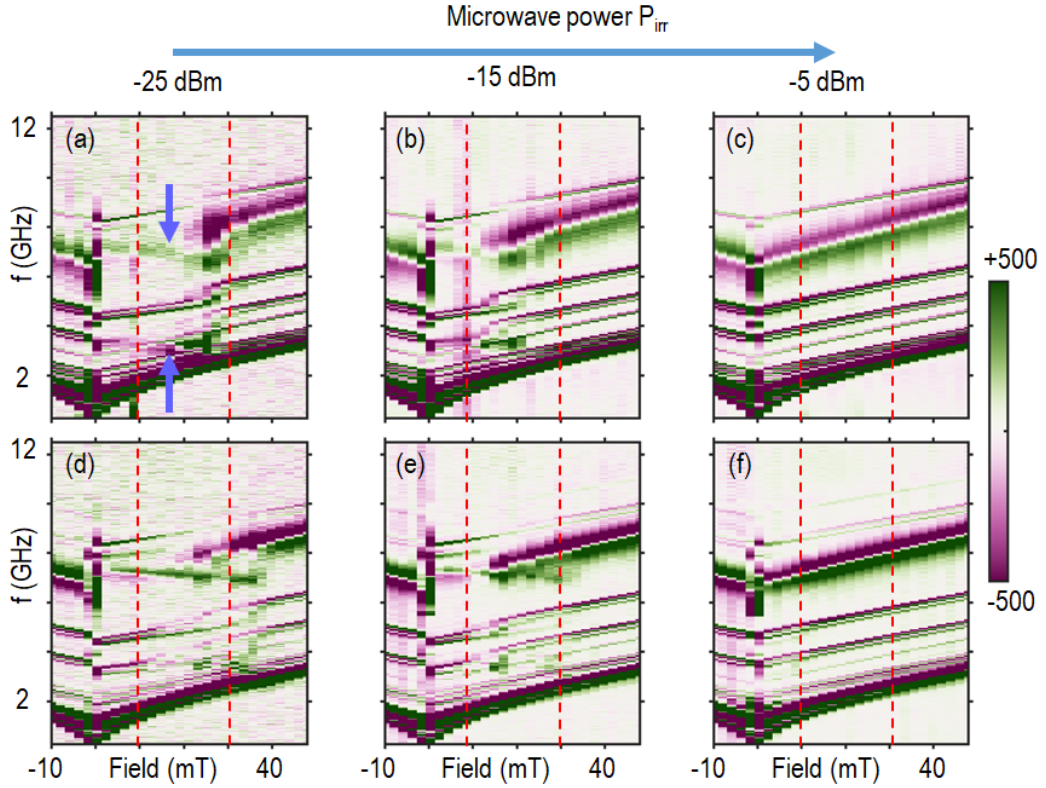 Microwave power Pirr
-25 dBm -15 dBm -5 dBm
12 (a) (b) (c)
f (GHz)
+500
2
12 (d) (e) (f)
f (GHz)
-500
2
-10 Field (mT) 40 -10 Field (mT) 40 -10 Field (mT) 40